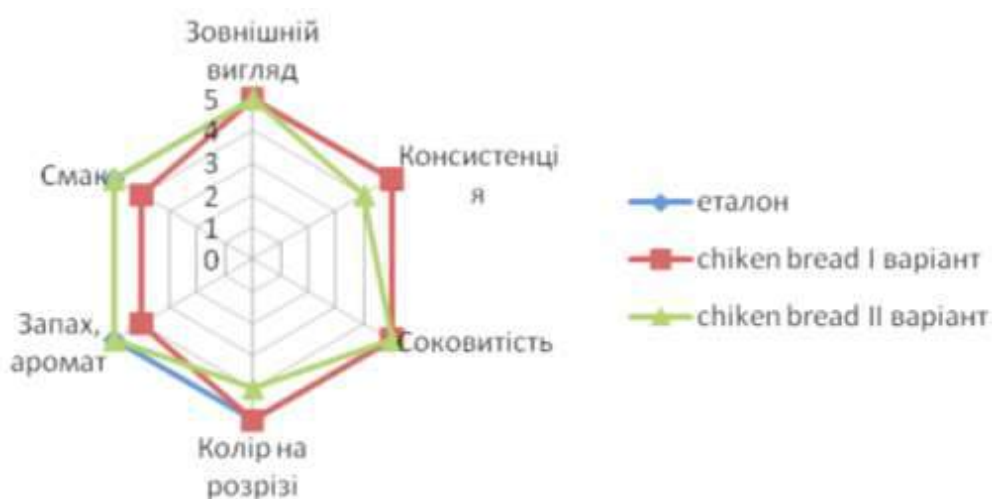 Зовнішній
вигляд
5
4
3
2
1
0
Консистенці
я
Соковитість
Колір на
розрізі
Запах,
аромат
Смак
еталон
chiken bread I варіант
chiken bread II варіант